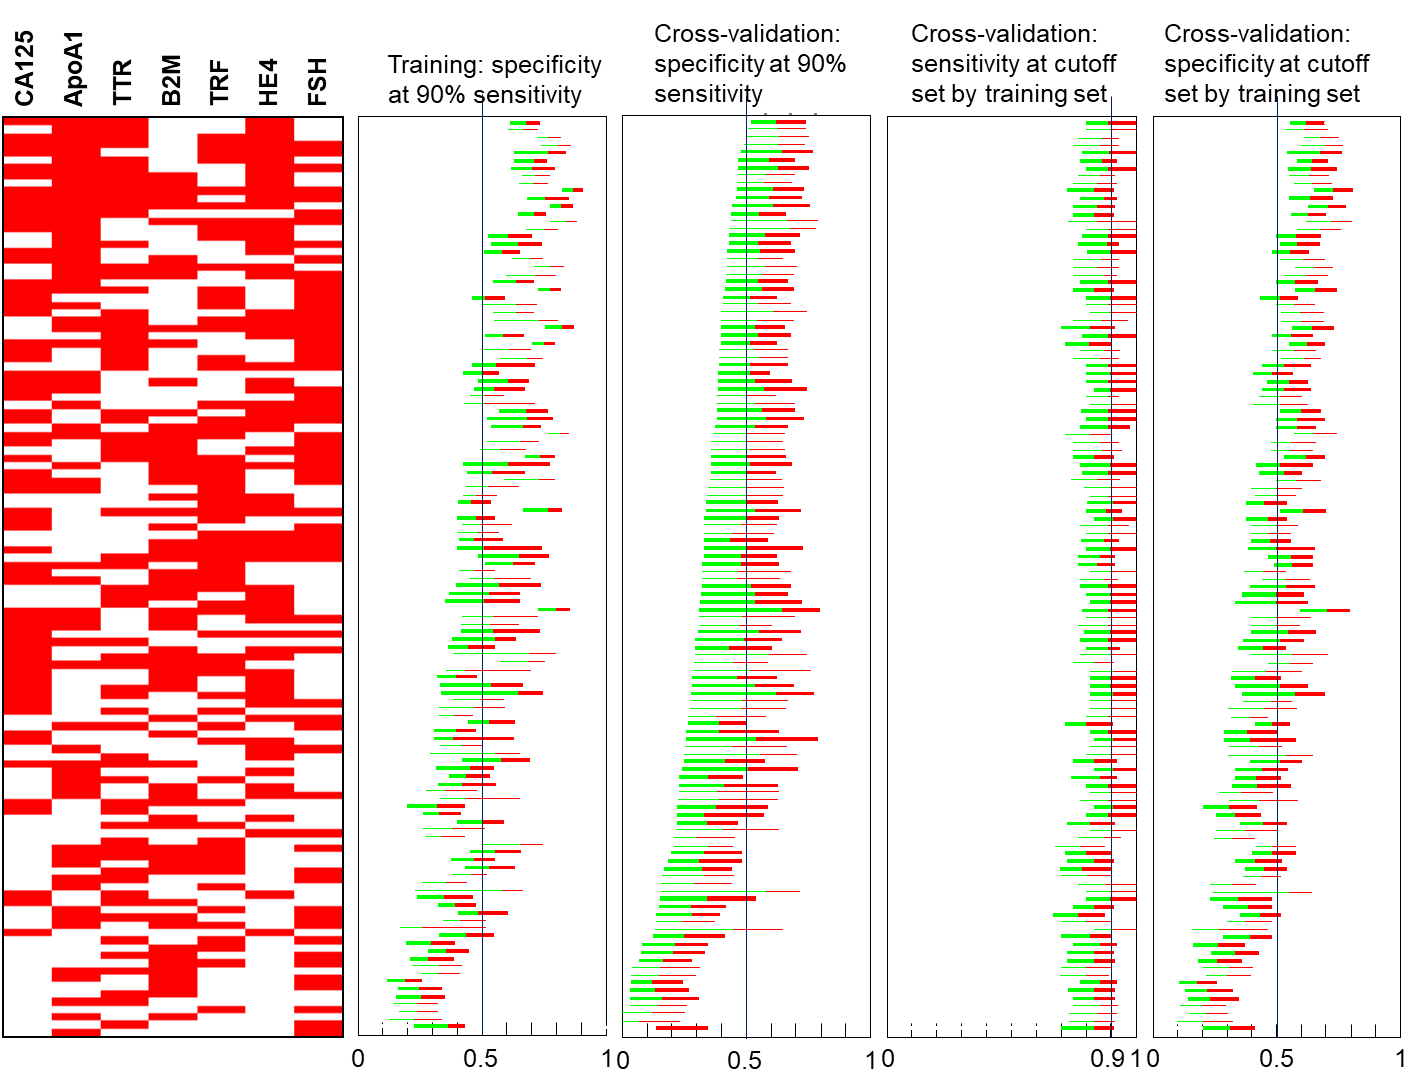 CA125 ApoA1 TTR B2M TRF HE4 FSH
Training: specificity
at 90% sensitivity
Cross-validation:
specificity at 90%
sensitivity
Cross-validation:
sensitivity at cutoff
set by training set
Cross-validation:
specificity at cutoff
set by training set
0 0.5 1
0 0.5 1
0 0.9 1
0 0.5 1